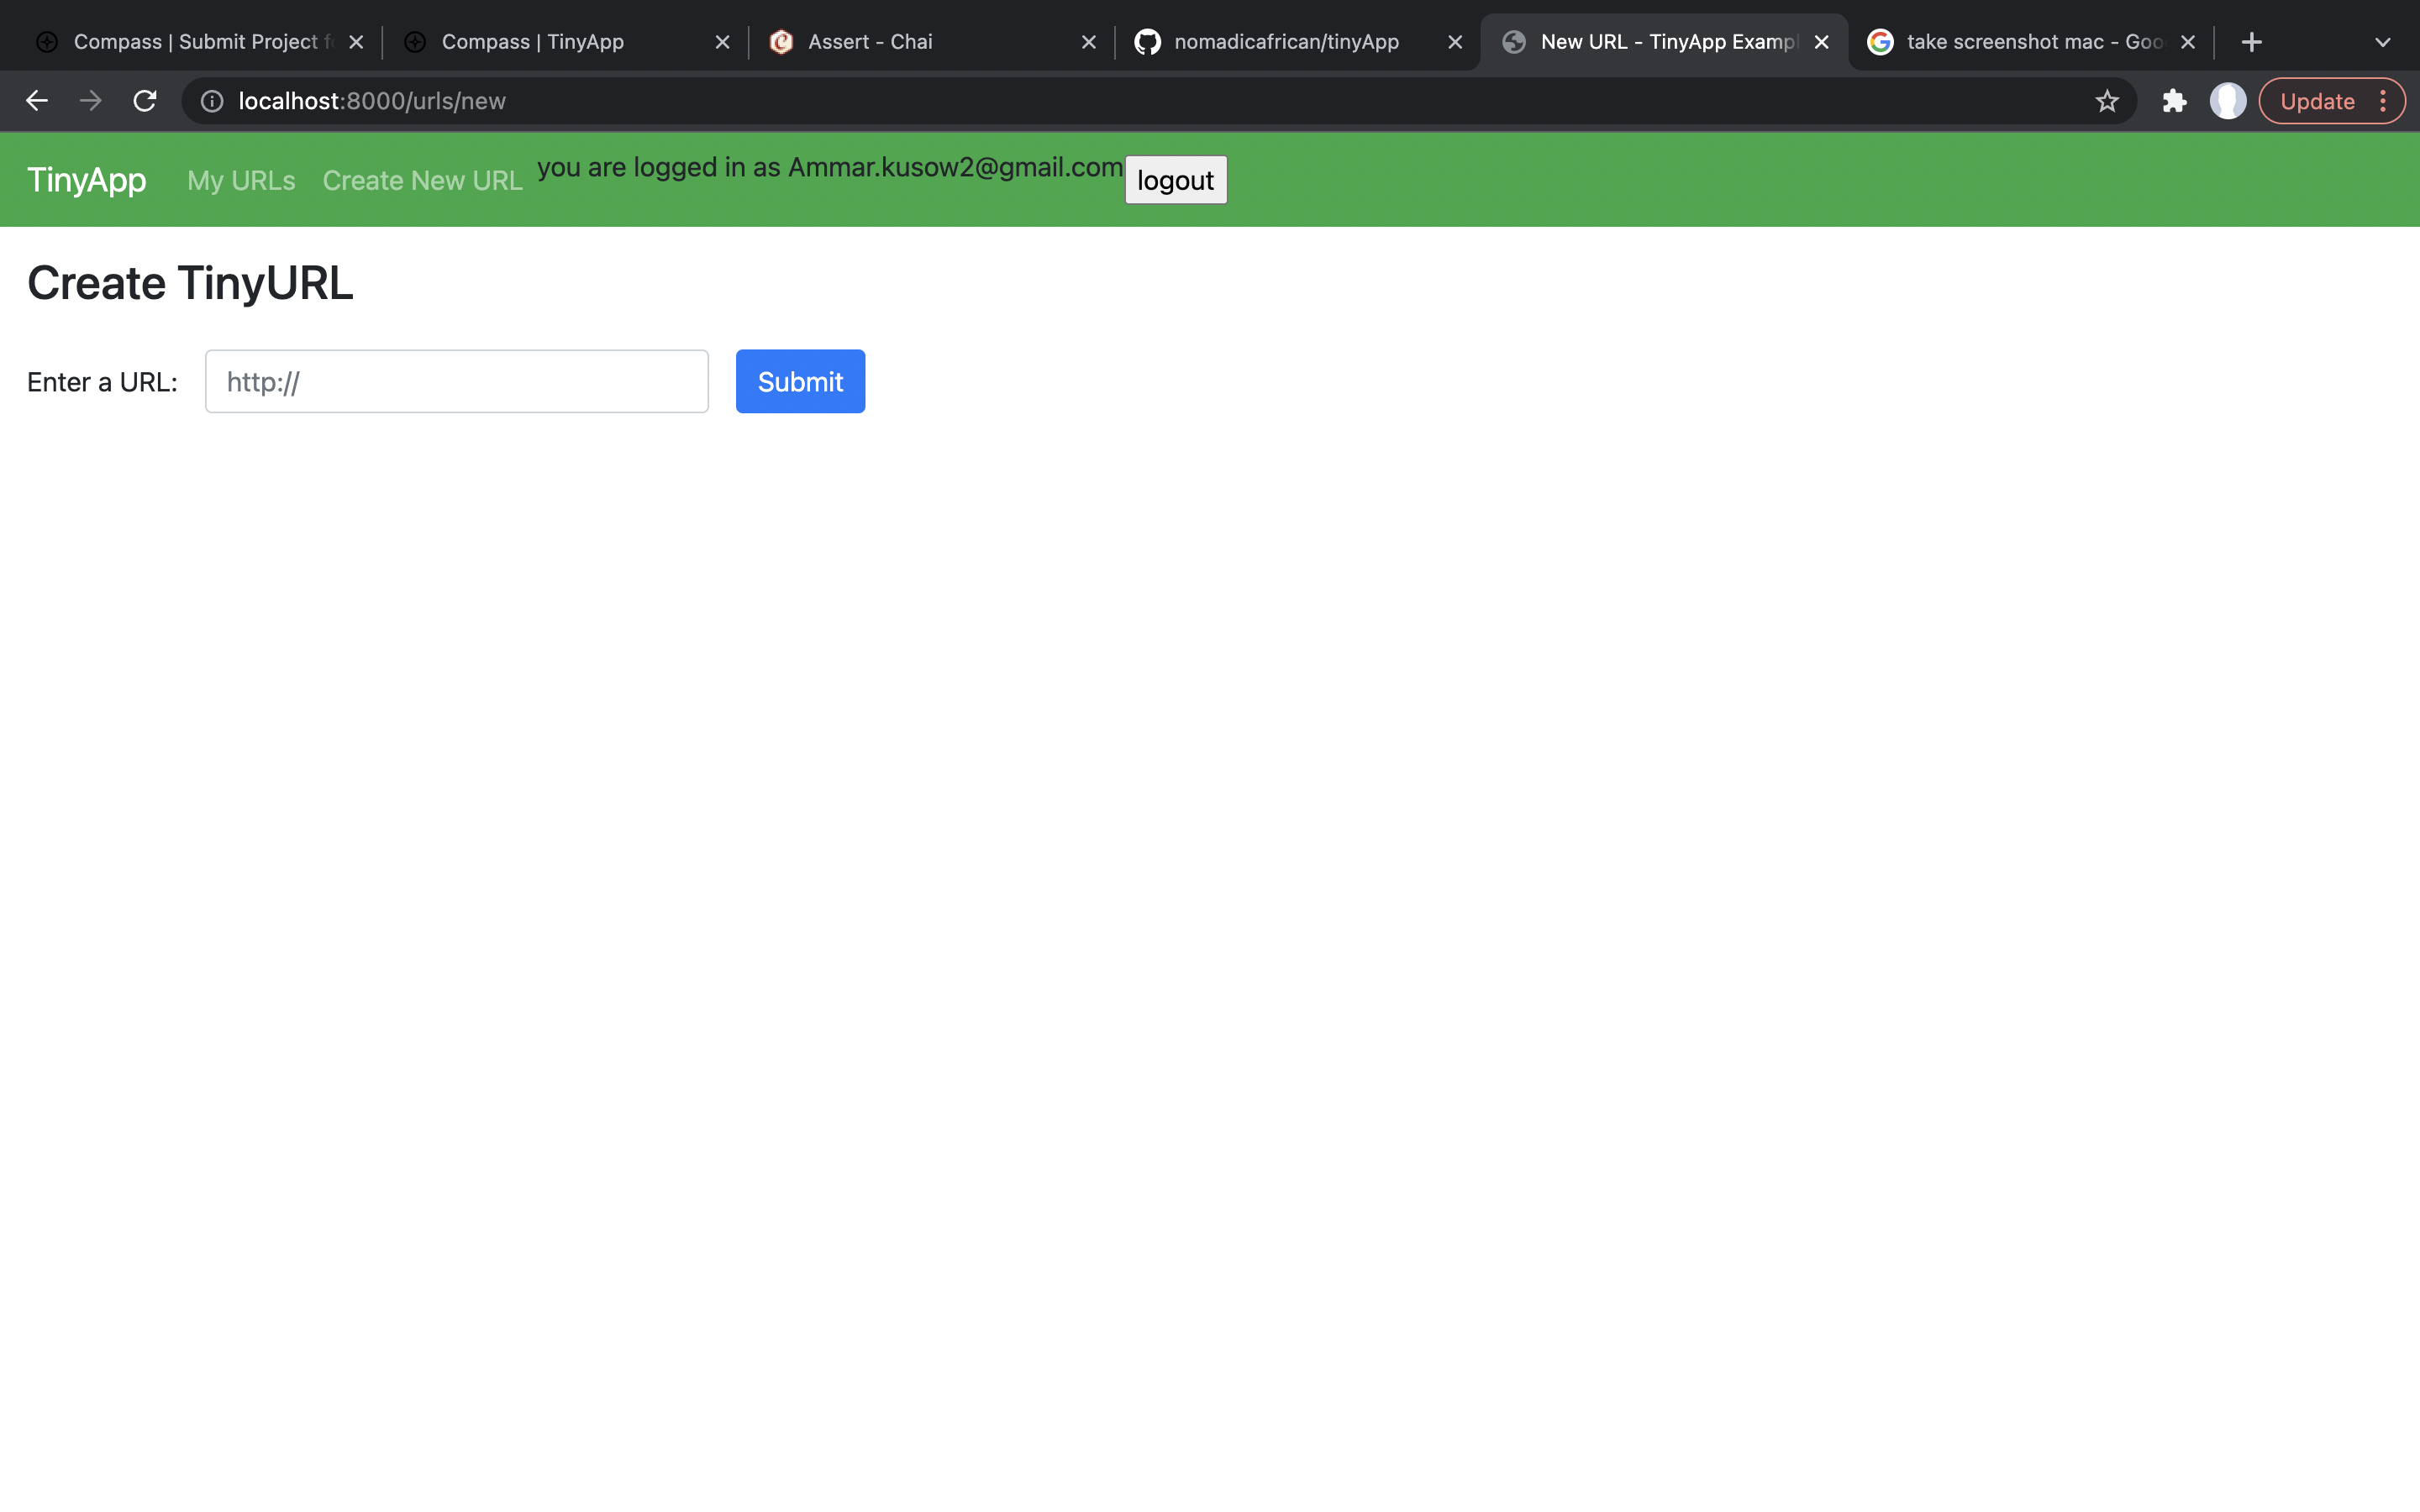 Compass | Submit Project f
Compass | TinyApp
Assert - Chai
nomadicafrican/tinyApp
New URL - TinyApp Exampl
take screenshot mac - Goo
localhost:8000/urls/new
Update
TinyApp
My URLs
Create New URL
you are logged in as Ammar.kusow2@gmail.com
logout
Create TinyURL
Enter a URL:
http://
Submit